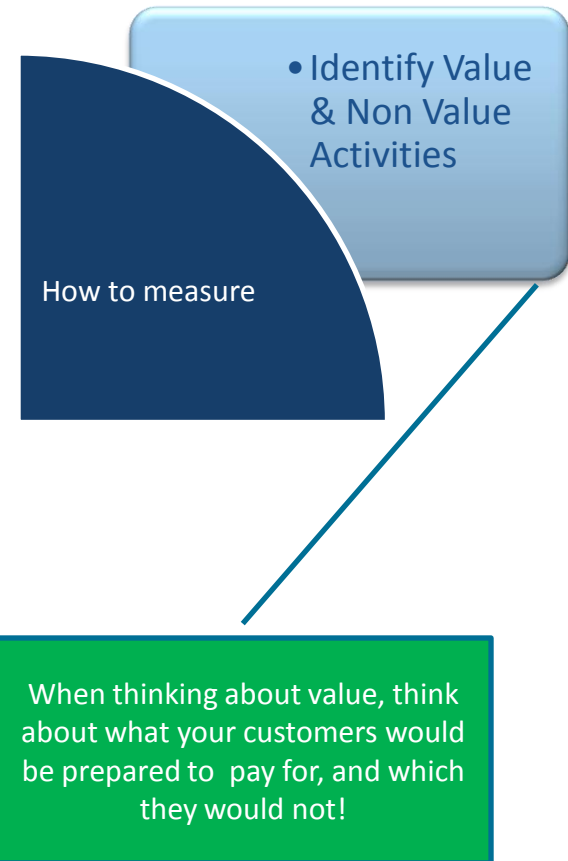 • Identify Value
& Non Value
Activities
How to measure
When thinking about value, think
about what your customers would
be prepared to  pay for, and which
they would not!